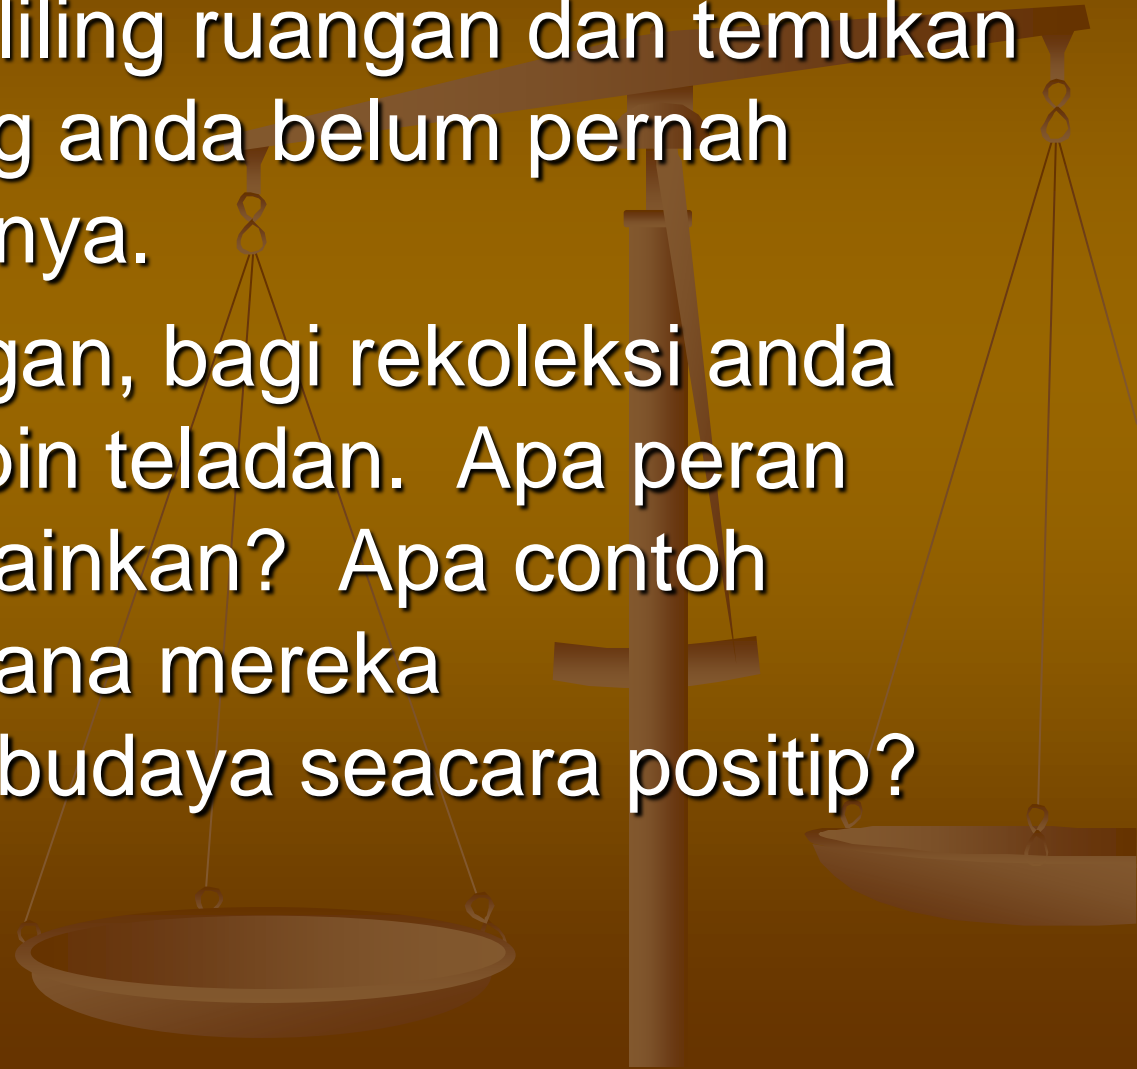 liling ruangan dan temukan
g anda belum pernah
nya.
gan, bagi rekoleksi anda
pin teladan. Apa peran
ainkan? Apa contoh
ana mereka
budaya seacara positip?